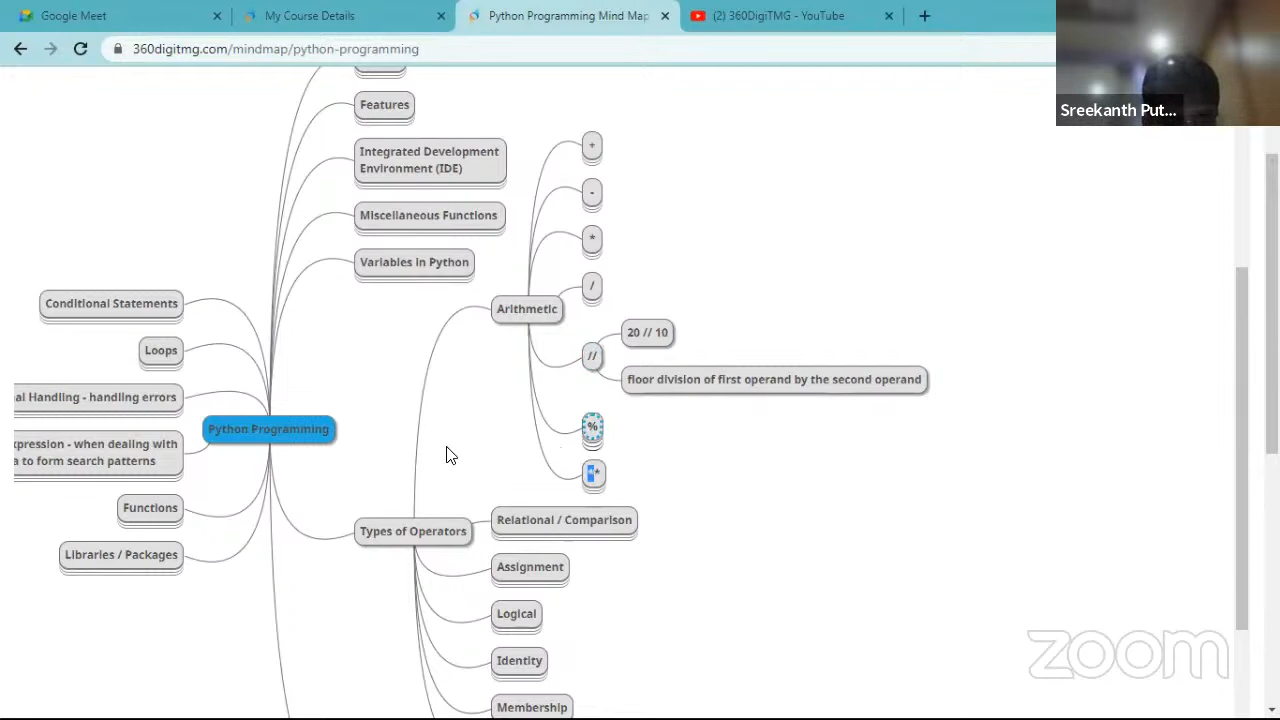 Google Meet
My Course Details
Python Programming Mind Map
(2) 360DigiTMG - YouTube
360digitmg.com/mindmap/python-programming
Sreekanth Put...
Features
Integrated Development
Environment (IDE)
Miscellaneous Functions
Variables in Python
Conditional Statements
Loops
al Handling - handling errors
xpression - when dealing with
a to form search patterns
Functions
Libraries / Packages
Python Programming
Types of Operators
Arithmetic
+
-
*
/
//
20 // 10
floor division of first operand by the second operand
%
**
Relational / Comparison
Assignment
Logical
Identity
Membership
zoom